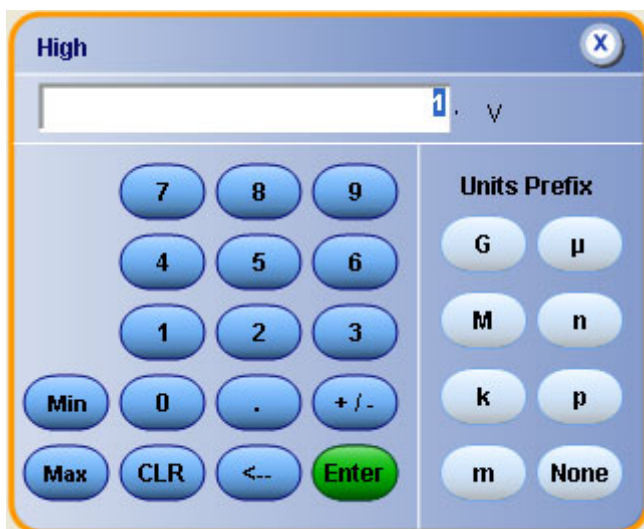 High X
1. V
7 8 9 Units Prefix
G µ
4 5 6
M n
1 2 3
k p
Min 0 . +/-
Max CLR <-- Enter m None